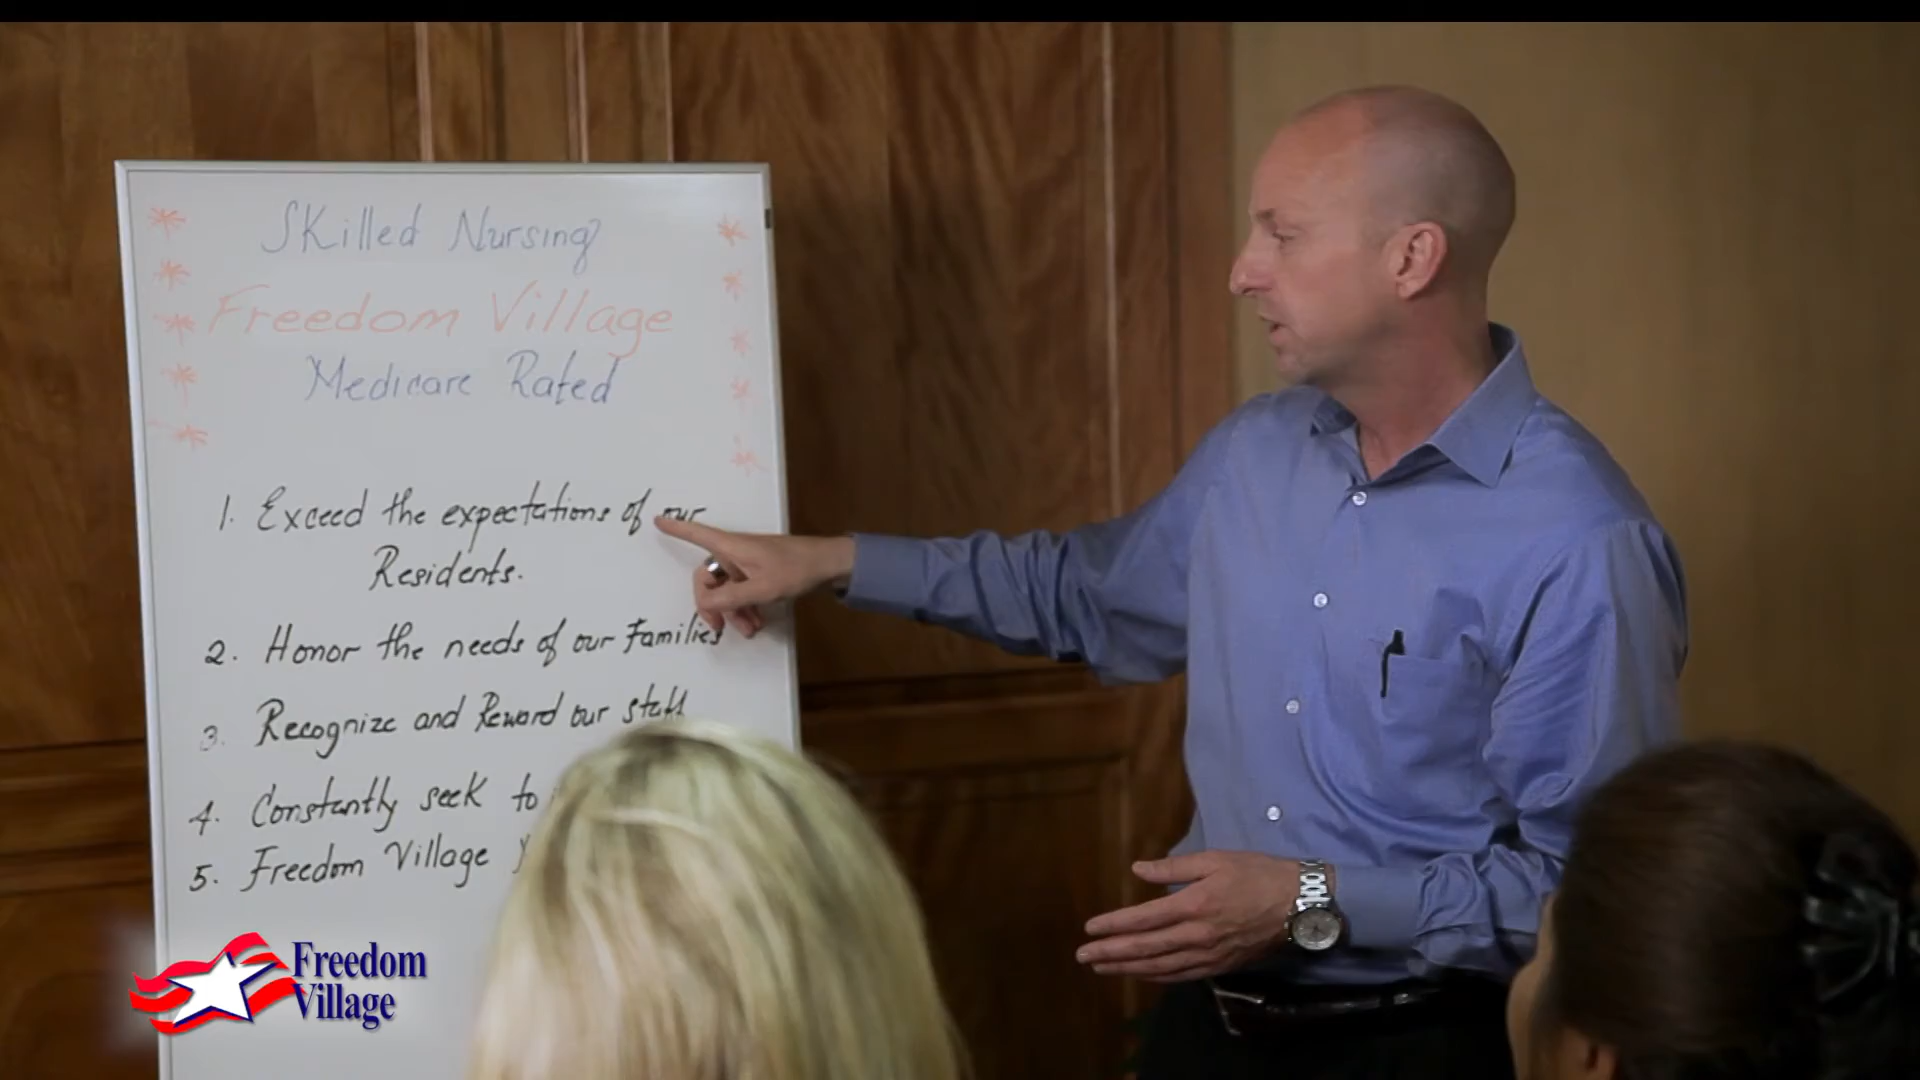 SKilled Nursing
Freedom Village
Medicare Rated
1. Exceed the expectations of our
Residents.
2. Honor the needs of our Families
3. Recognize and Reward our staff
4. Constantly seek to
5. Freedom Village
Freedom
Village